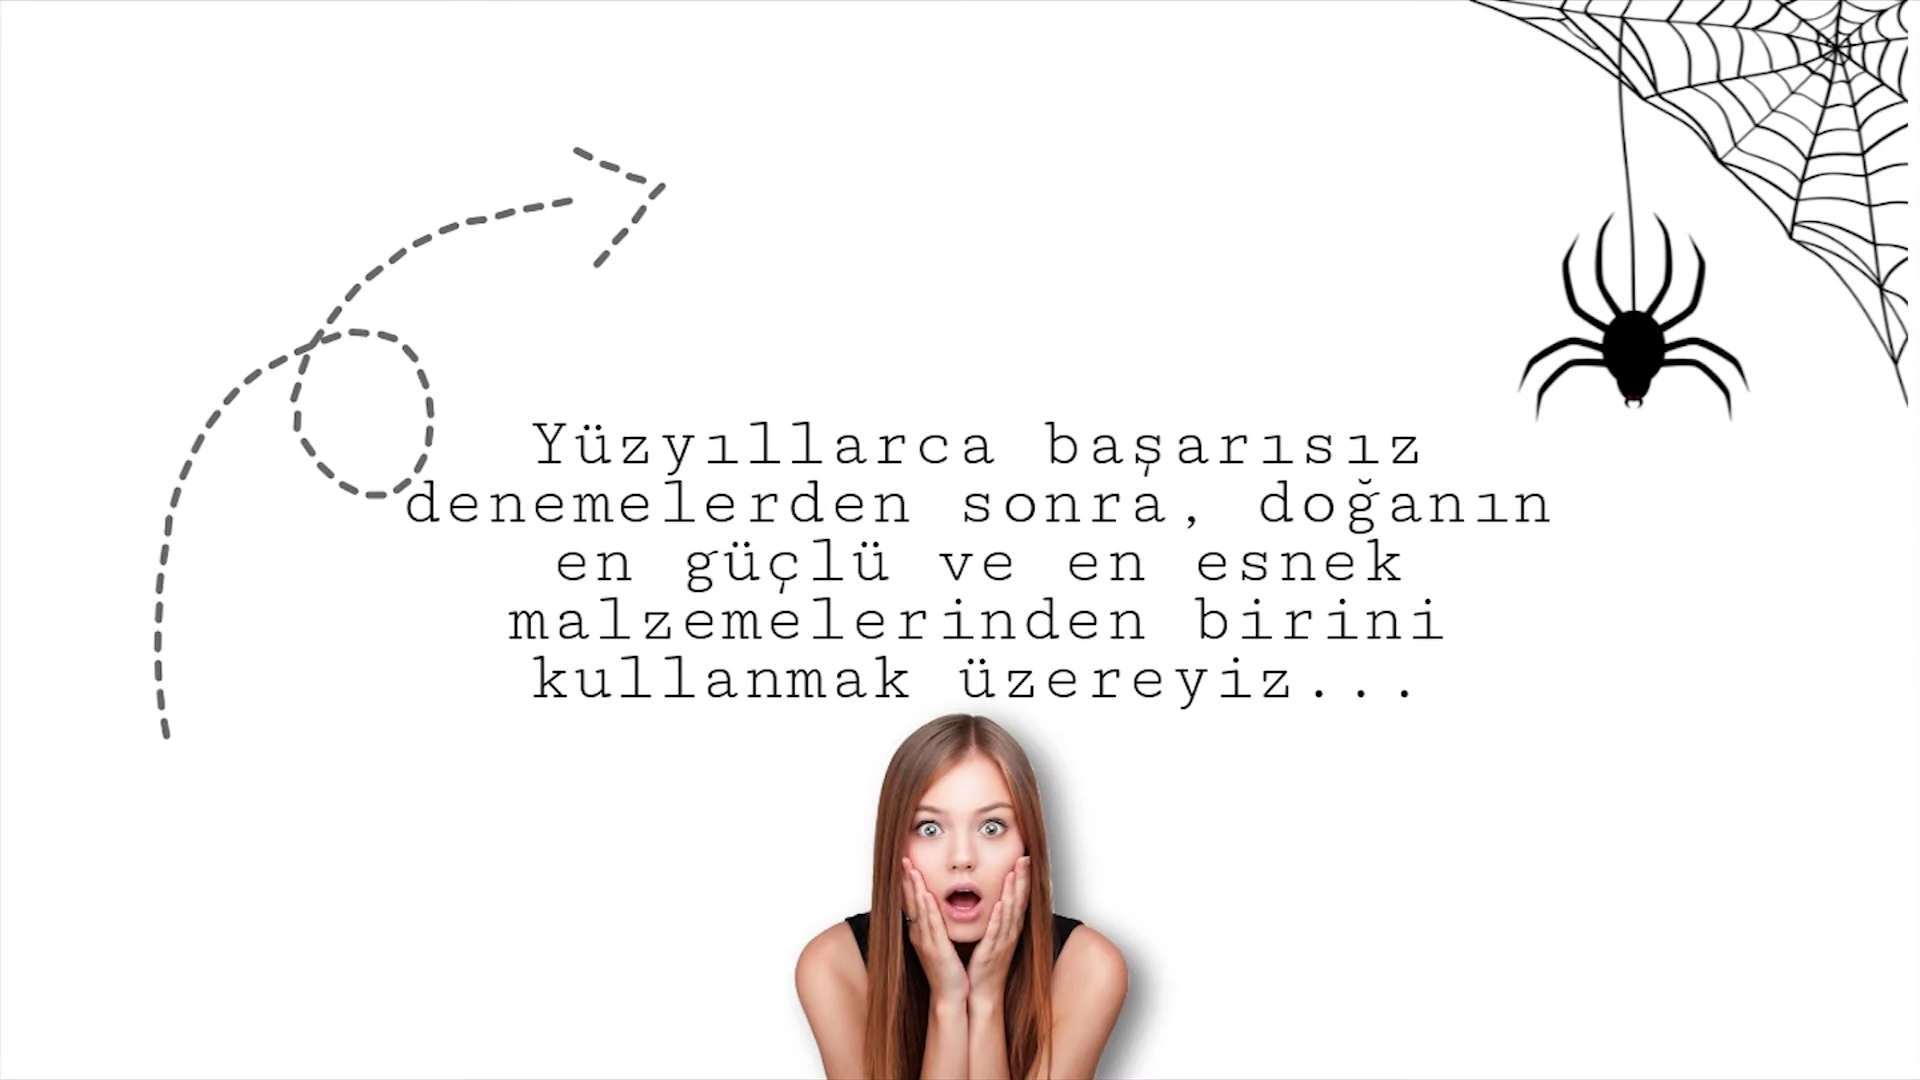 Yüzyıllarca başarısız
denemelerden sonra, doğanın
en güçlü ve en esnek
malzemelerinden birini
kullanmak üzereyiz...